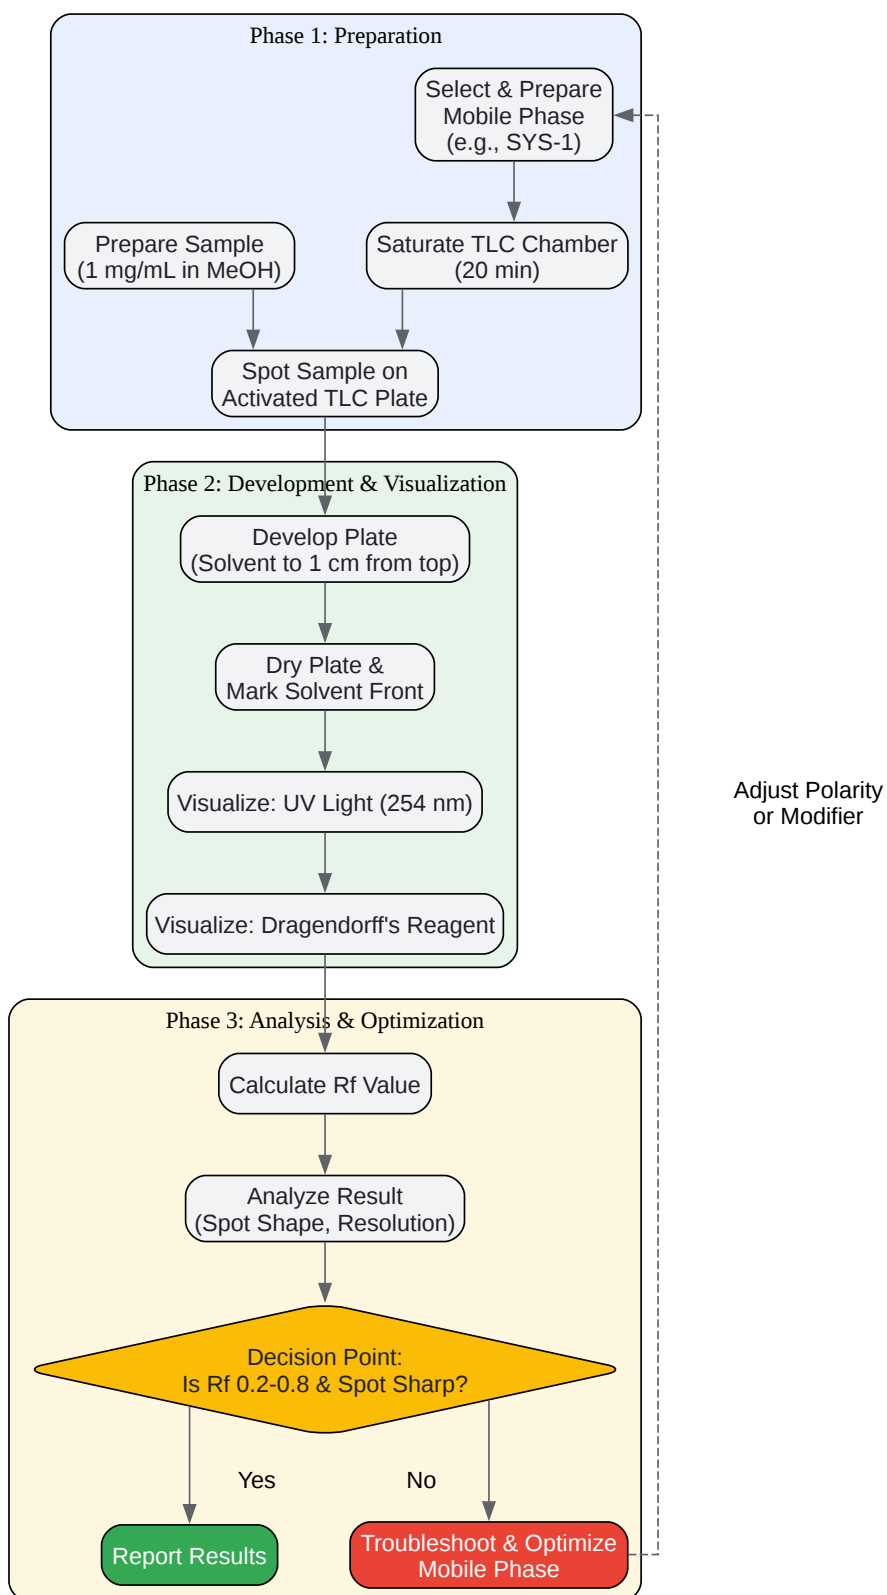 Phase 1: Preparation
Select & Prepare
Mobile Phase
(e.g., SYS-1)
Prepare Sample
(1 mg/mL in MeOH)
Saturate TLC Chamber
(20 min)
Spot Sample on
Activated TLC Plate
Phase 2: Development & Visualization
Develop Plate
(Solvent to 1 cm from top)
Dry Plate &
Mark Solvent Front
Visualize: UV Light (254 nm)
Adjust Polarity
or Modifier
Visualize: Dragendorff's Reagent
Phase 3: Analysis & Optimization
Calculate Rf Value
Analyze Result
(Spot Shape, Resolution)
Decision Point:
Is Rf 0.2-0.8 & Spot Sharp?
Yes
No
Report Results
Troubleshoot & Optimize
Mobile Phase